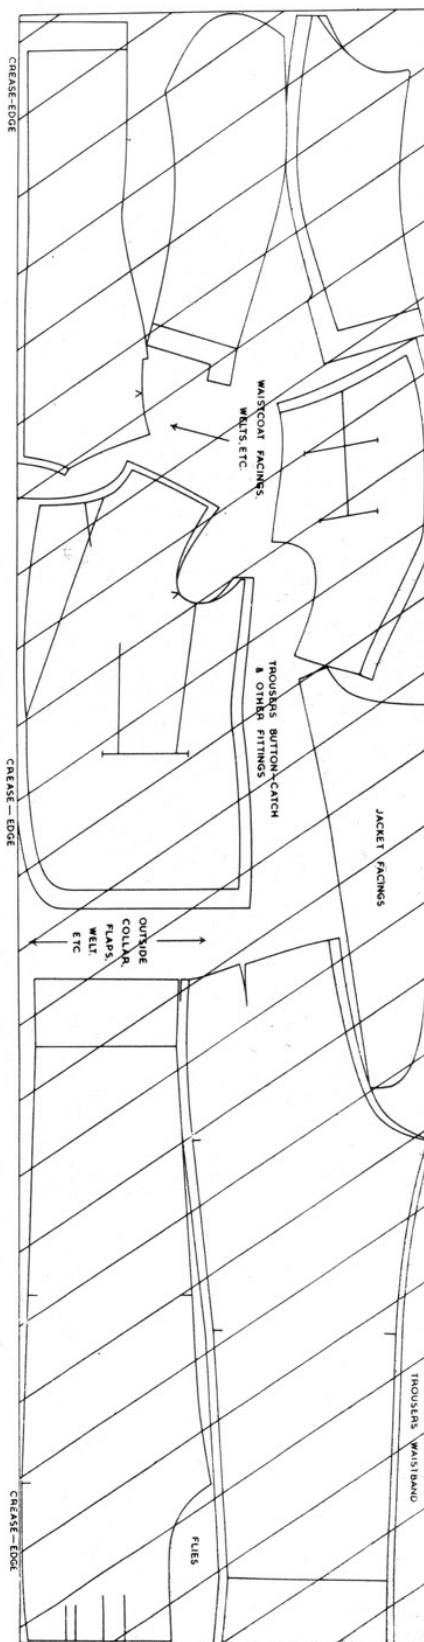 CREASE-EDGE
WAISTCOAT FACINGS,
WELTS, ETC.
TROUSERS BUTTON-CATCH
& OTHER FITTINGS
CREASE—EDGE
JACKET FACINGS
OUTSIDE
COLLAR,
FLAPS,
WELT,
ETC
TROUSERS WAISTBAND
FLIES
CREASE—EDGE